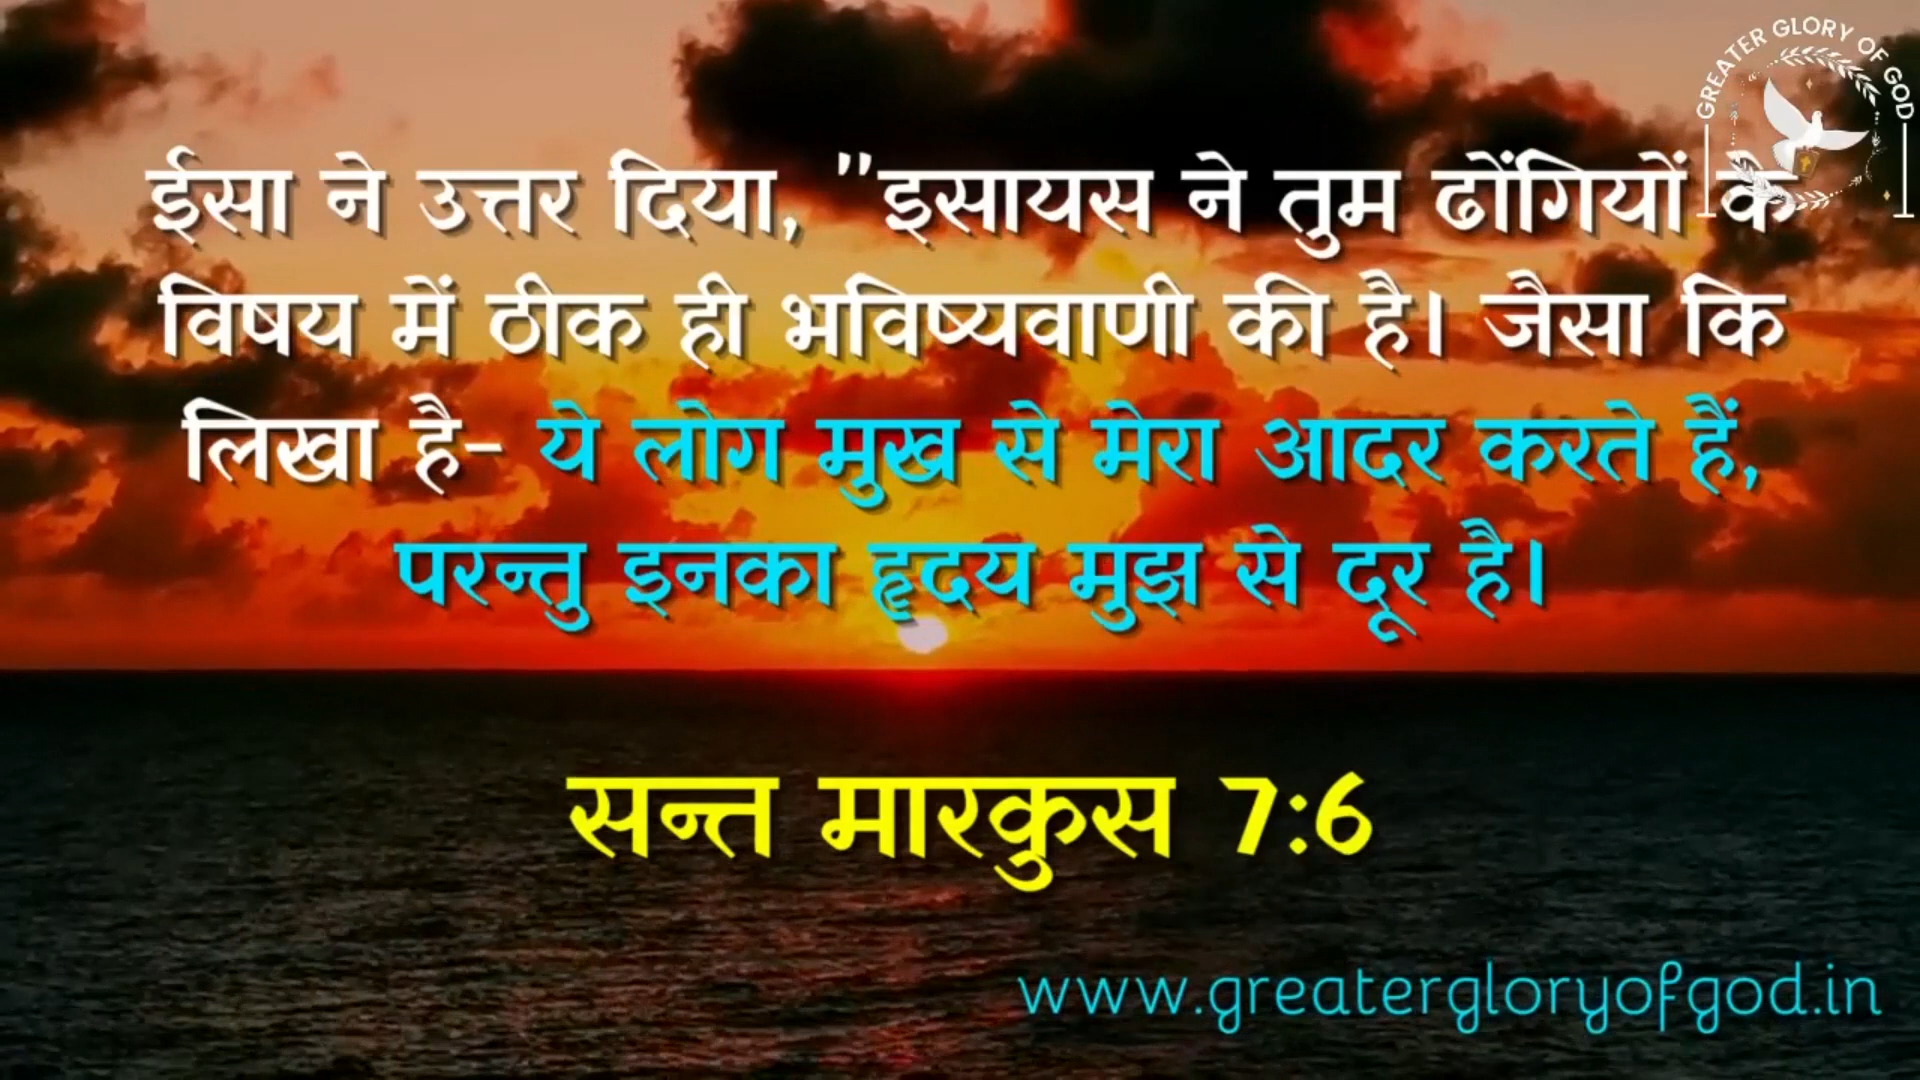 GREATER GLORY OF GOD
ईसा ने उत्तर दिया, "इसायस ने तुम ढोंगियों के
विषय में ठीक ही भविष्यवाणी की है। जैसा कि
लिखा है- ये लोग मुख से मेरा आदर करते हैं,
परन्तु इनका हृदय मुझ से दूर है।
सन्त मारकुस 7:6
www.greatergloryofgod.in